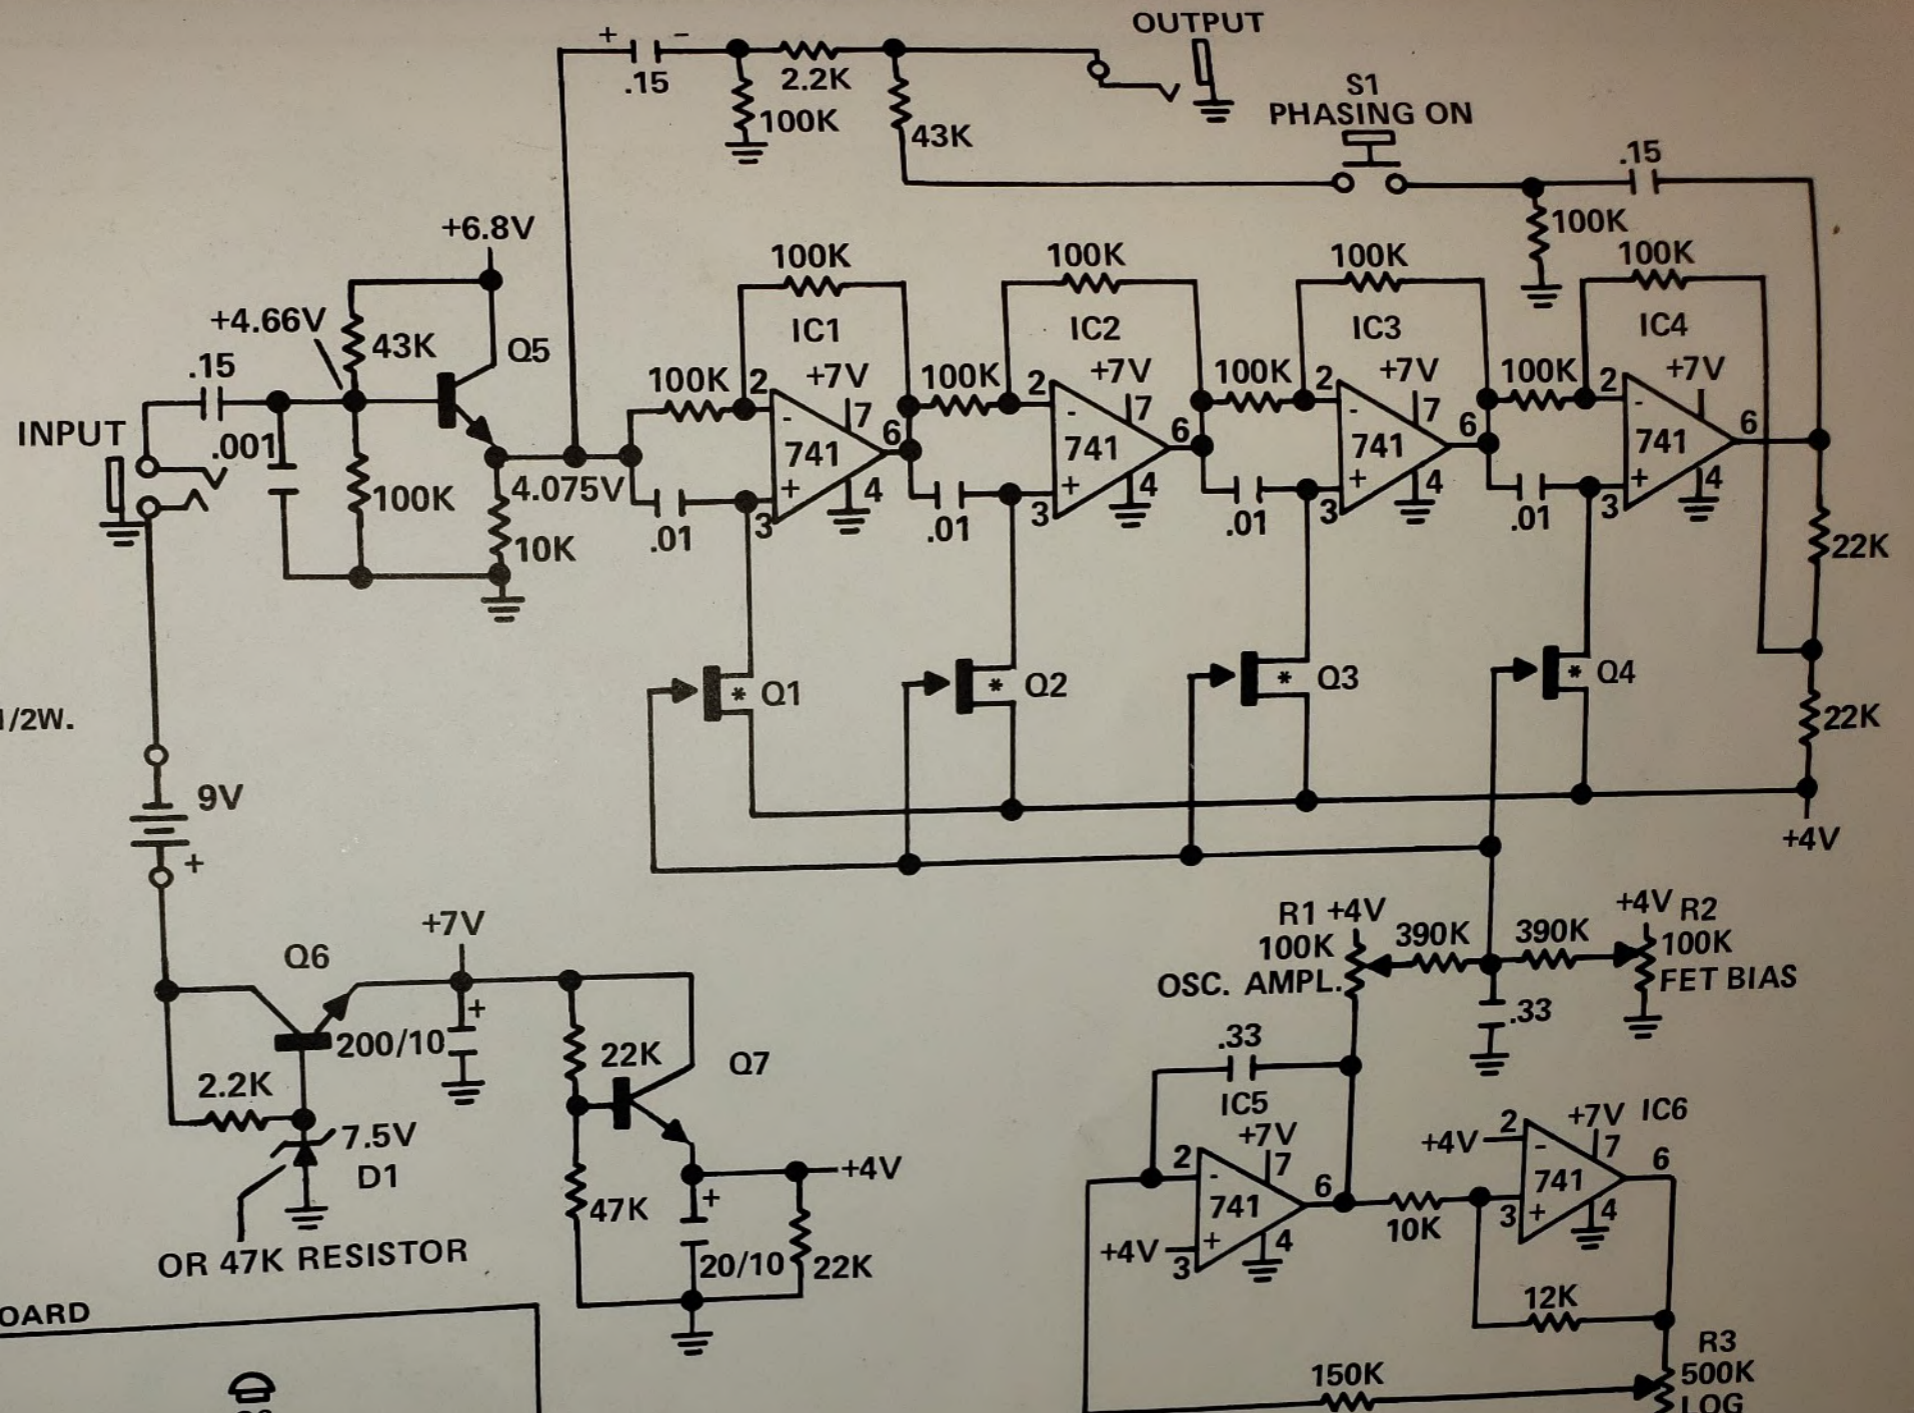 OUTPUT
+ −
.15
2.2K
100K
43K
S1
PHASING ON
.15
100K
+6.8V
+4.66V
43K
Q5
.15
INPUT
.001
100K
4.075V
10K
100K
IC1
100K
2
+7V
-
7
741
6
+
4
3
.01
100K
IC2
100K
2
+7V
-
7
741
6
+
4
3
.01
100K
IC3
100K
2
+7V
-
7
741
6
+
4
3
.01
100K
IC4
100K
2
+7V
-
741
6
+
4
3
.01
22K
22K
* Q1
* Q2
* Q3
* Q4
1/2W.
9V
+
+4V
R1 +4V
100K
OSC. AMPL.
390K
390K
+4V R2
100K
FET BIAS
.33
Q6
+7V
200/10
+
2.2K
7.5V
D1
OR 47K RESISTOR
22K
Q7
47K
+4V
+
20/10
22K
.33
IC5
+7V
2
-
7
741
6
+4V
+
3
4
10K
+4V
2
-
+7V
7
IC6
741
6
3
+
4
12K
R3
500K
LOG
150K
OARD